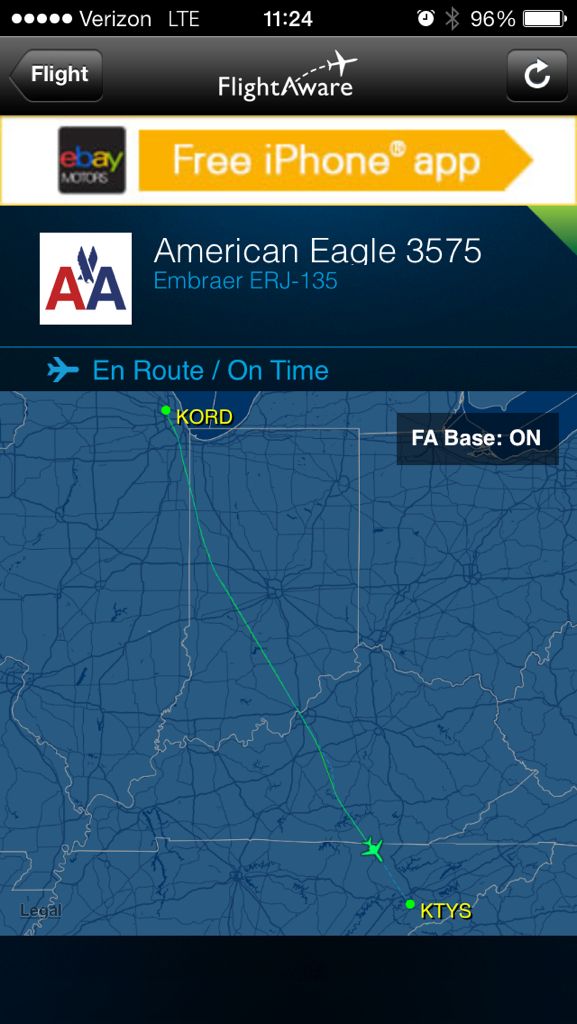 Verizon LTE 11:24 96%
Flight FlightAware
ebay MOTORS Free iPhone® app
AA American Eagle 3575
Embraer ERJ-135
En Route / On Time
KORD
FA Base: ON
KTYS
Legal